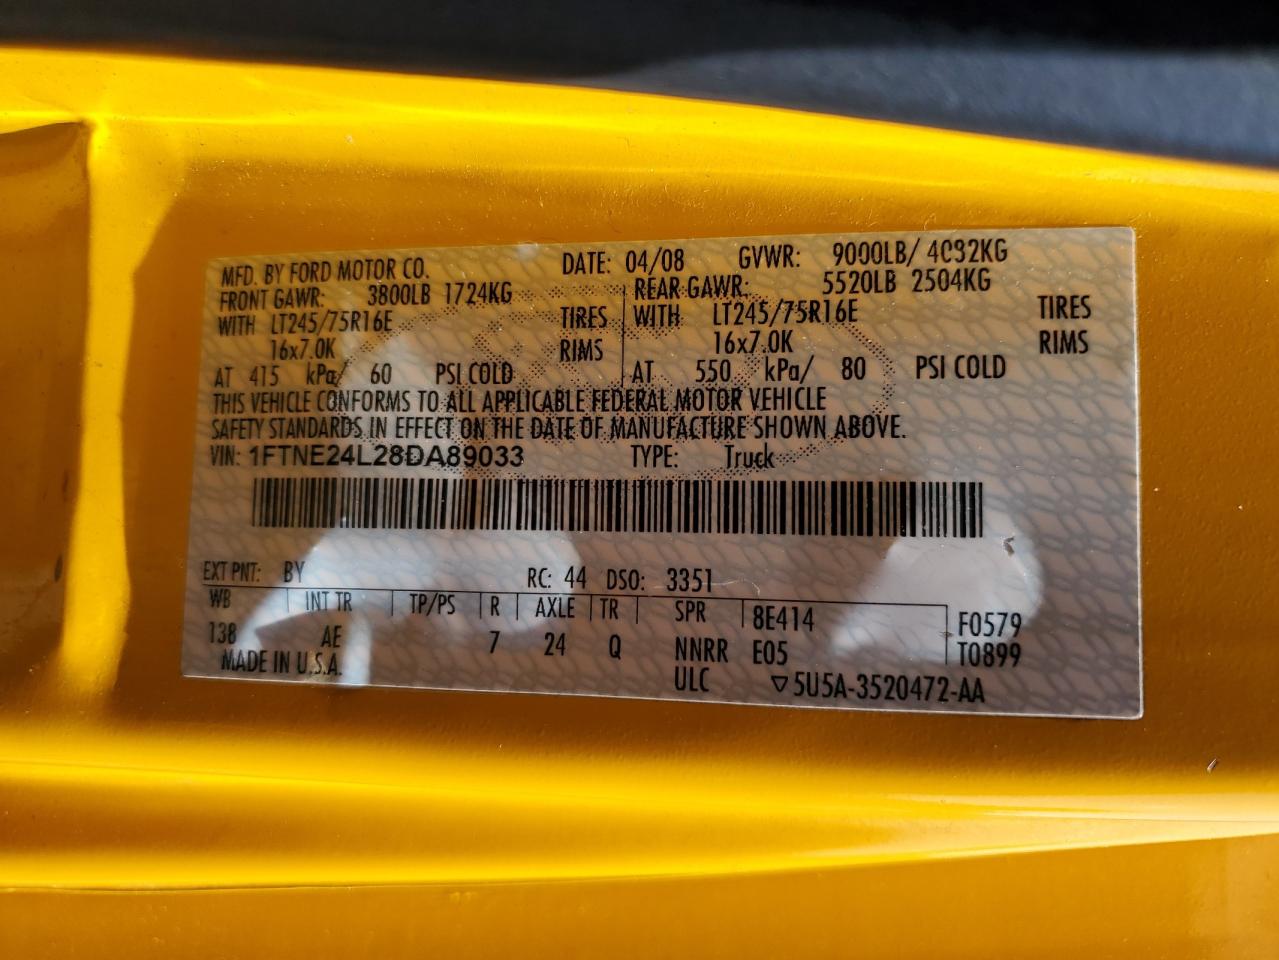 MFD. BY FORD MOTOR CO. DATE: 04/08 GVWR: 9000LB/ 4C32KG
FRONT GAWR: 3800LB 1724KG REAR GAWR: 5520LB 2504KG
WITH LT245/75R16E TIRES WITH LT245/75R16E TIRES
16x7.0K RIMS 16x7.0K RIMS
AT 415 kPa/ 60 PSI COLD AT 550 kPa/ 80 PSI COLD
THIS VEHICLE CONFORMS TO ALL APPLICABLE FEDERAL MOTOR VEHICLE
SAFETY STANDARDS IN EFFECT ON THE DATE OF MANUFACTURE SHOWN ABOVE.
VIN: 1FTNE24L28DA89033 TYPE: Truck
EXT PNT: BY RC: 44 DSO: 3351
WB INT TR TP/PS R AXLE TR SPR 8E414 F0579
138 AE 7 24 Q NNRR E05 T0899
MADE IN U.S.A. ULC ▽5U5A-3520472-AA